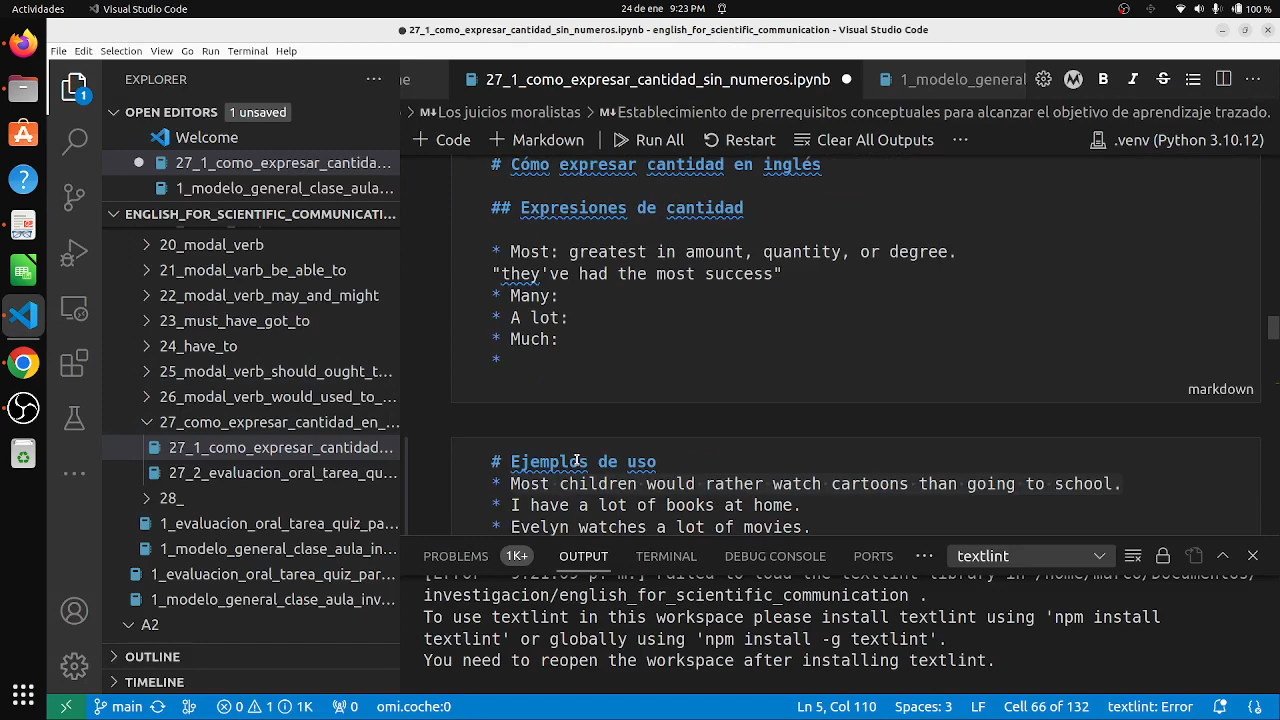 Actividades
Visual Studio Code
24 de ene 9:23 PM
100 %
27_1_como_expresar_cantidad_sin_numeros.ipynb - english_for_scientific_communication - Visual Studio Code
File Edit Selection View Go Run Terminal Help
EXPLORER
27_1_como_expresar_cantidad_sin_numeros.ipynb
1_modelo_general
OPEN EDITORS
1 unsaved
Los juicios moralistas > Establecimiento de prerrequisitos conceptuales para alcanzar el objetivo de aprendizaje trazado.
Welcome
Code
Markdown
Run All
Restart
Clear All Outputs
.venv (Python 3.10.12)
27_1_como_expresar_cantida...
1_modelo_general_clase_aula...
ENGLISH_FOR_SCIENTIFIC_COMMUNICATI...
20_modal_verb
21_modal_varb_be_able_to
22_modal_verb_may_and_might
23_must_have_got_to
24_have_to
25_modal_verb_should_ought_t...
26_modal_verb_would_used_to_...
27_como_expresar_cantidad_en_...
27_1_como_expresar_cantidad...
27_2_evaluacion_oral_tarea_qu...
28_
1_evaluacion_oral_tarea_quiz_pa...
1_modelo_general_clase_aula_in...
1_evaluacion_oral_tarea_quiz_par...
1_modelo_general_clase_aula_inv...
A2
OUTLINE
TIMELINE
# Cómo expresar cantidad en inglés
## Expresiones de cantidad
* Most: greatest in amount, quantity, or degree.
"they've had the most success"
* Many:
* A lot:
* Much:
*
markdown
# Ejemplos de uso
* Most children would rather watch cartoons than going to school.
* I have a lot of books at home.
* Evelyn watches a lot of movies.
PROBLEMS
1K+
OUTPUT
TERMINAL
DEBUG CONSOLE
PORTS
textlint
investigacion/english_for_scientific_communication .
To use textlint in this workspace please install textlint using 'npm install
textlint' or globally using 'npm install -g textlint'.
You need to reopen the workspace after installing textlint.
main
0 1 1K
0
omi.coche:0
Ln 5, Col 110
Spaces: 3
LF
Cell 66 of 132
textlint: Error